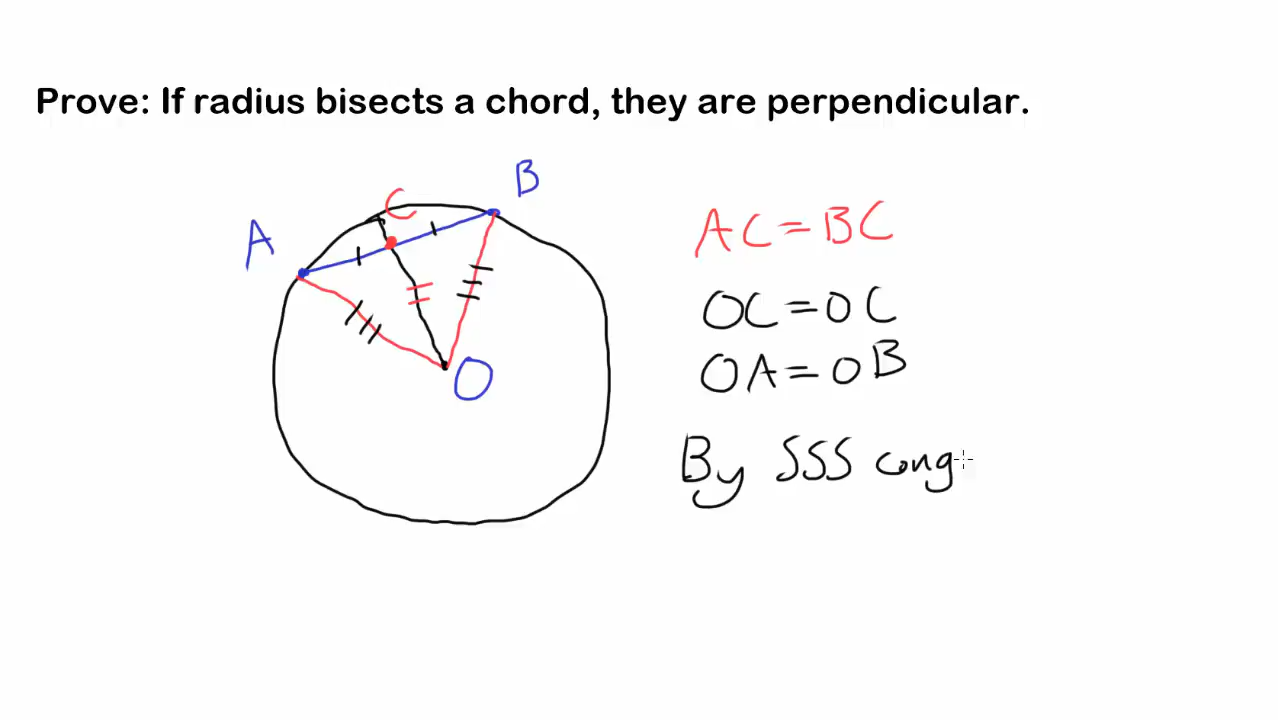 Prove: If radius bisects a chord, they are perpendicular.
B
C
A
O
AC=BC
OC=OC
OA=OB
By SSS cong